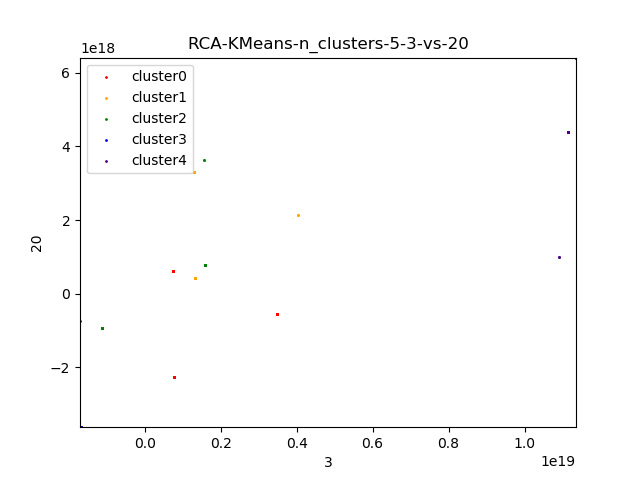 RCA-KMeans-n_clusters-5-3-vs-20
1e18
6
4
2
0
−2
20
cluster0
cluster1
cluster2
cluster3
cluster4
0.0 0.2 0.4 0.6 0.8 1.0
1e19
3